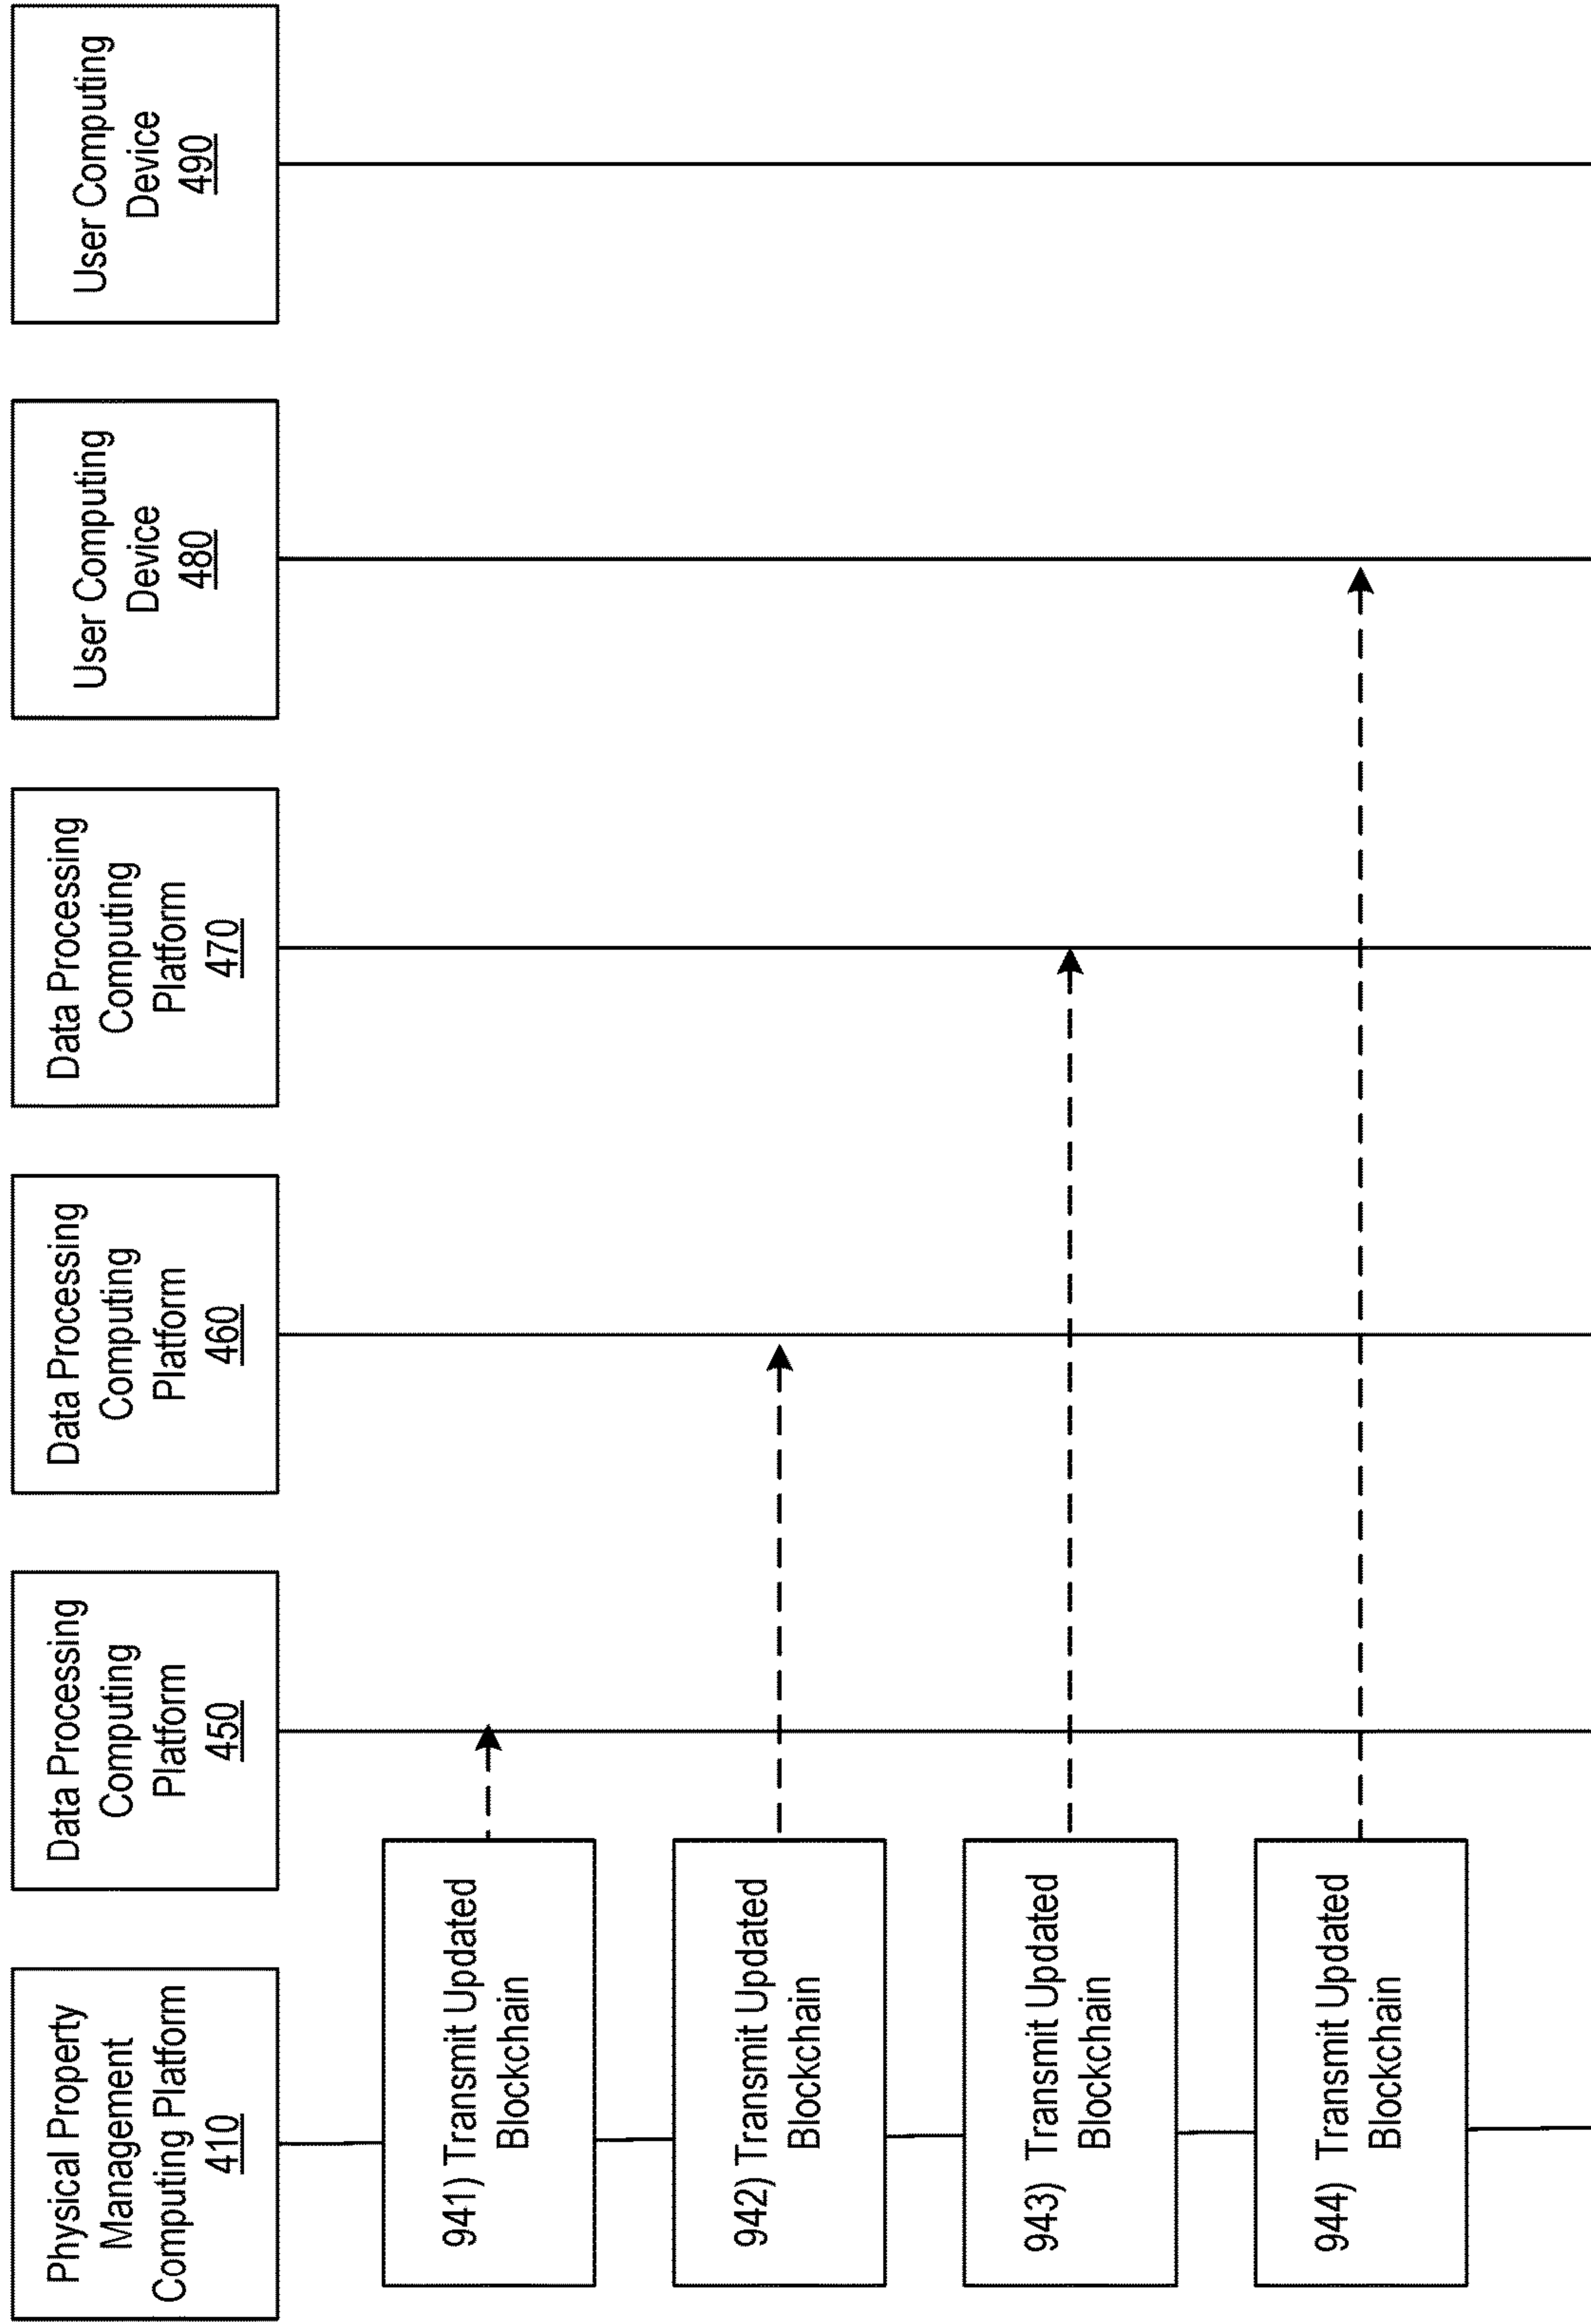 Physical Property
Management
Computing Platform
410
Data Processing
Computing
Platform
450
Data Processing
Computing
Platform
460
Data Processing
Computing
Platform
470
User Computing
Device
480
User Computing
Device
490
941) Transmit Updated
Blockchain
942) Transmit Updated
Blockchain
943) Transmit Updated
Blockchain
944) Transmit Updated
Blockchain